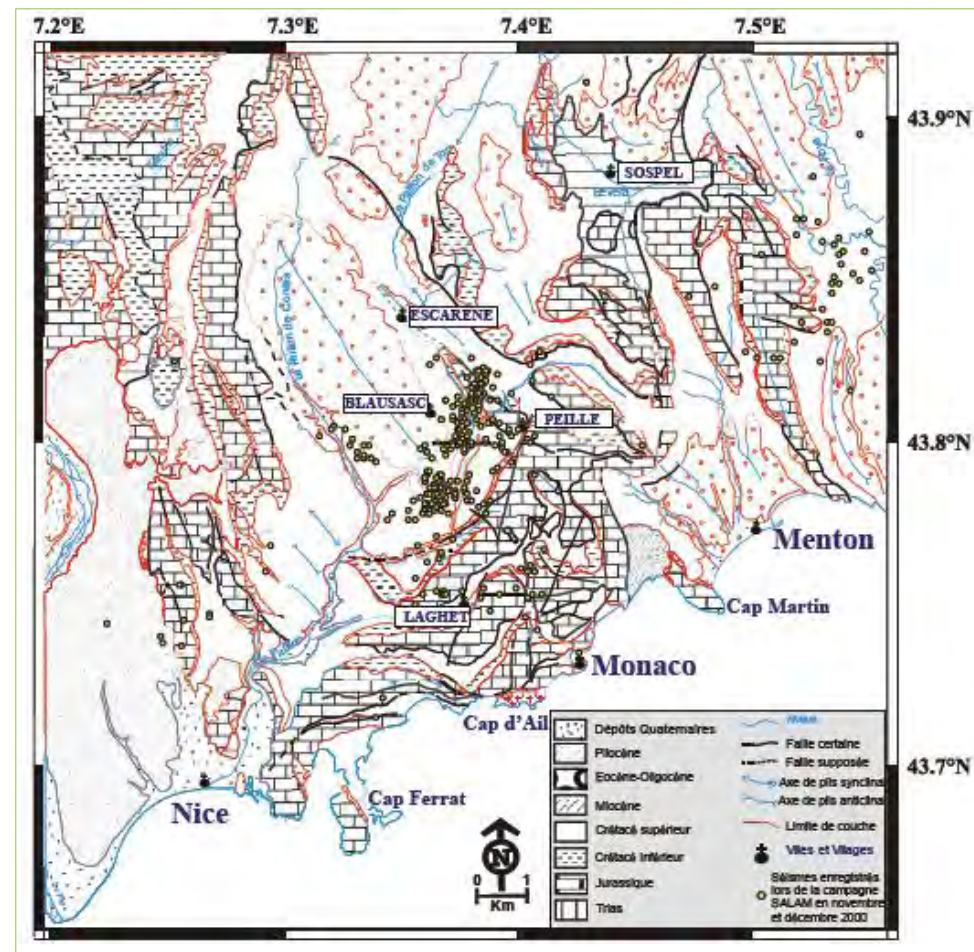 7.2°E 7.3°E 7.4°E 7.5°E
43.9°N
SOSPEL
ESCARENE
BLAUSASC
PEILLE
43.8°N
Menton
Cap Martin
LAGHET
Monaco
Cap d'Ail
43.7°N
Nice
Cap Ferrat
N
0 1
Km
Dépôts Quaternaires
Pliocène
Eocène-Oligocène
Miocène
Crétacé supérieur
Crétacé Inférieur
Jurassique
Trias
Faille certaine
Faille supposée
Axe de plis synclinal
Axe de plis anticlinal
Limite de couche
Villes et Villages
Séismes enregistrés
lors de la campagne
SALAM en novembre
et décembre 2000